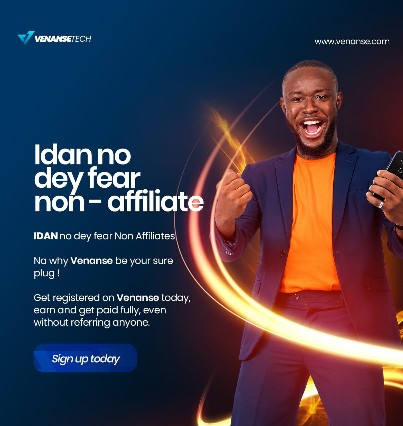 VENANSETECH
www.venanse.com
Idan no
dey fear
non - affiliate
IDAN no dey fear Non Affiliates
Na why Venanse be your sure
plug !
Get registered on Venanse today,
earn and get paid fully, even
without referring anyone.
Sign up today